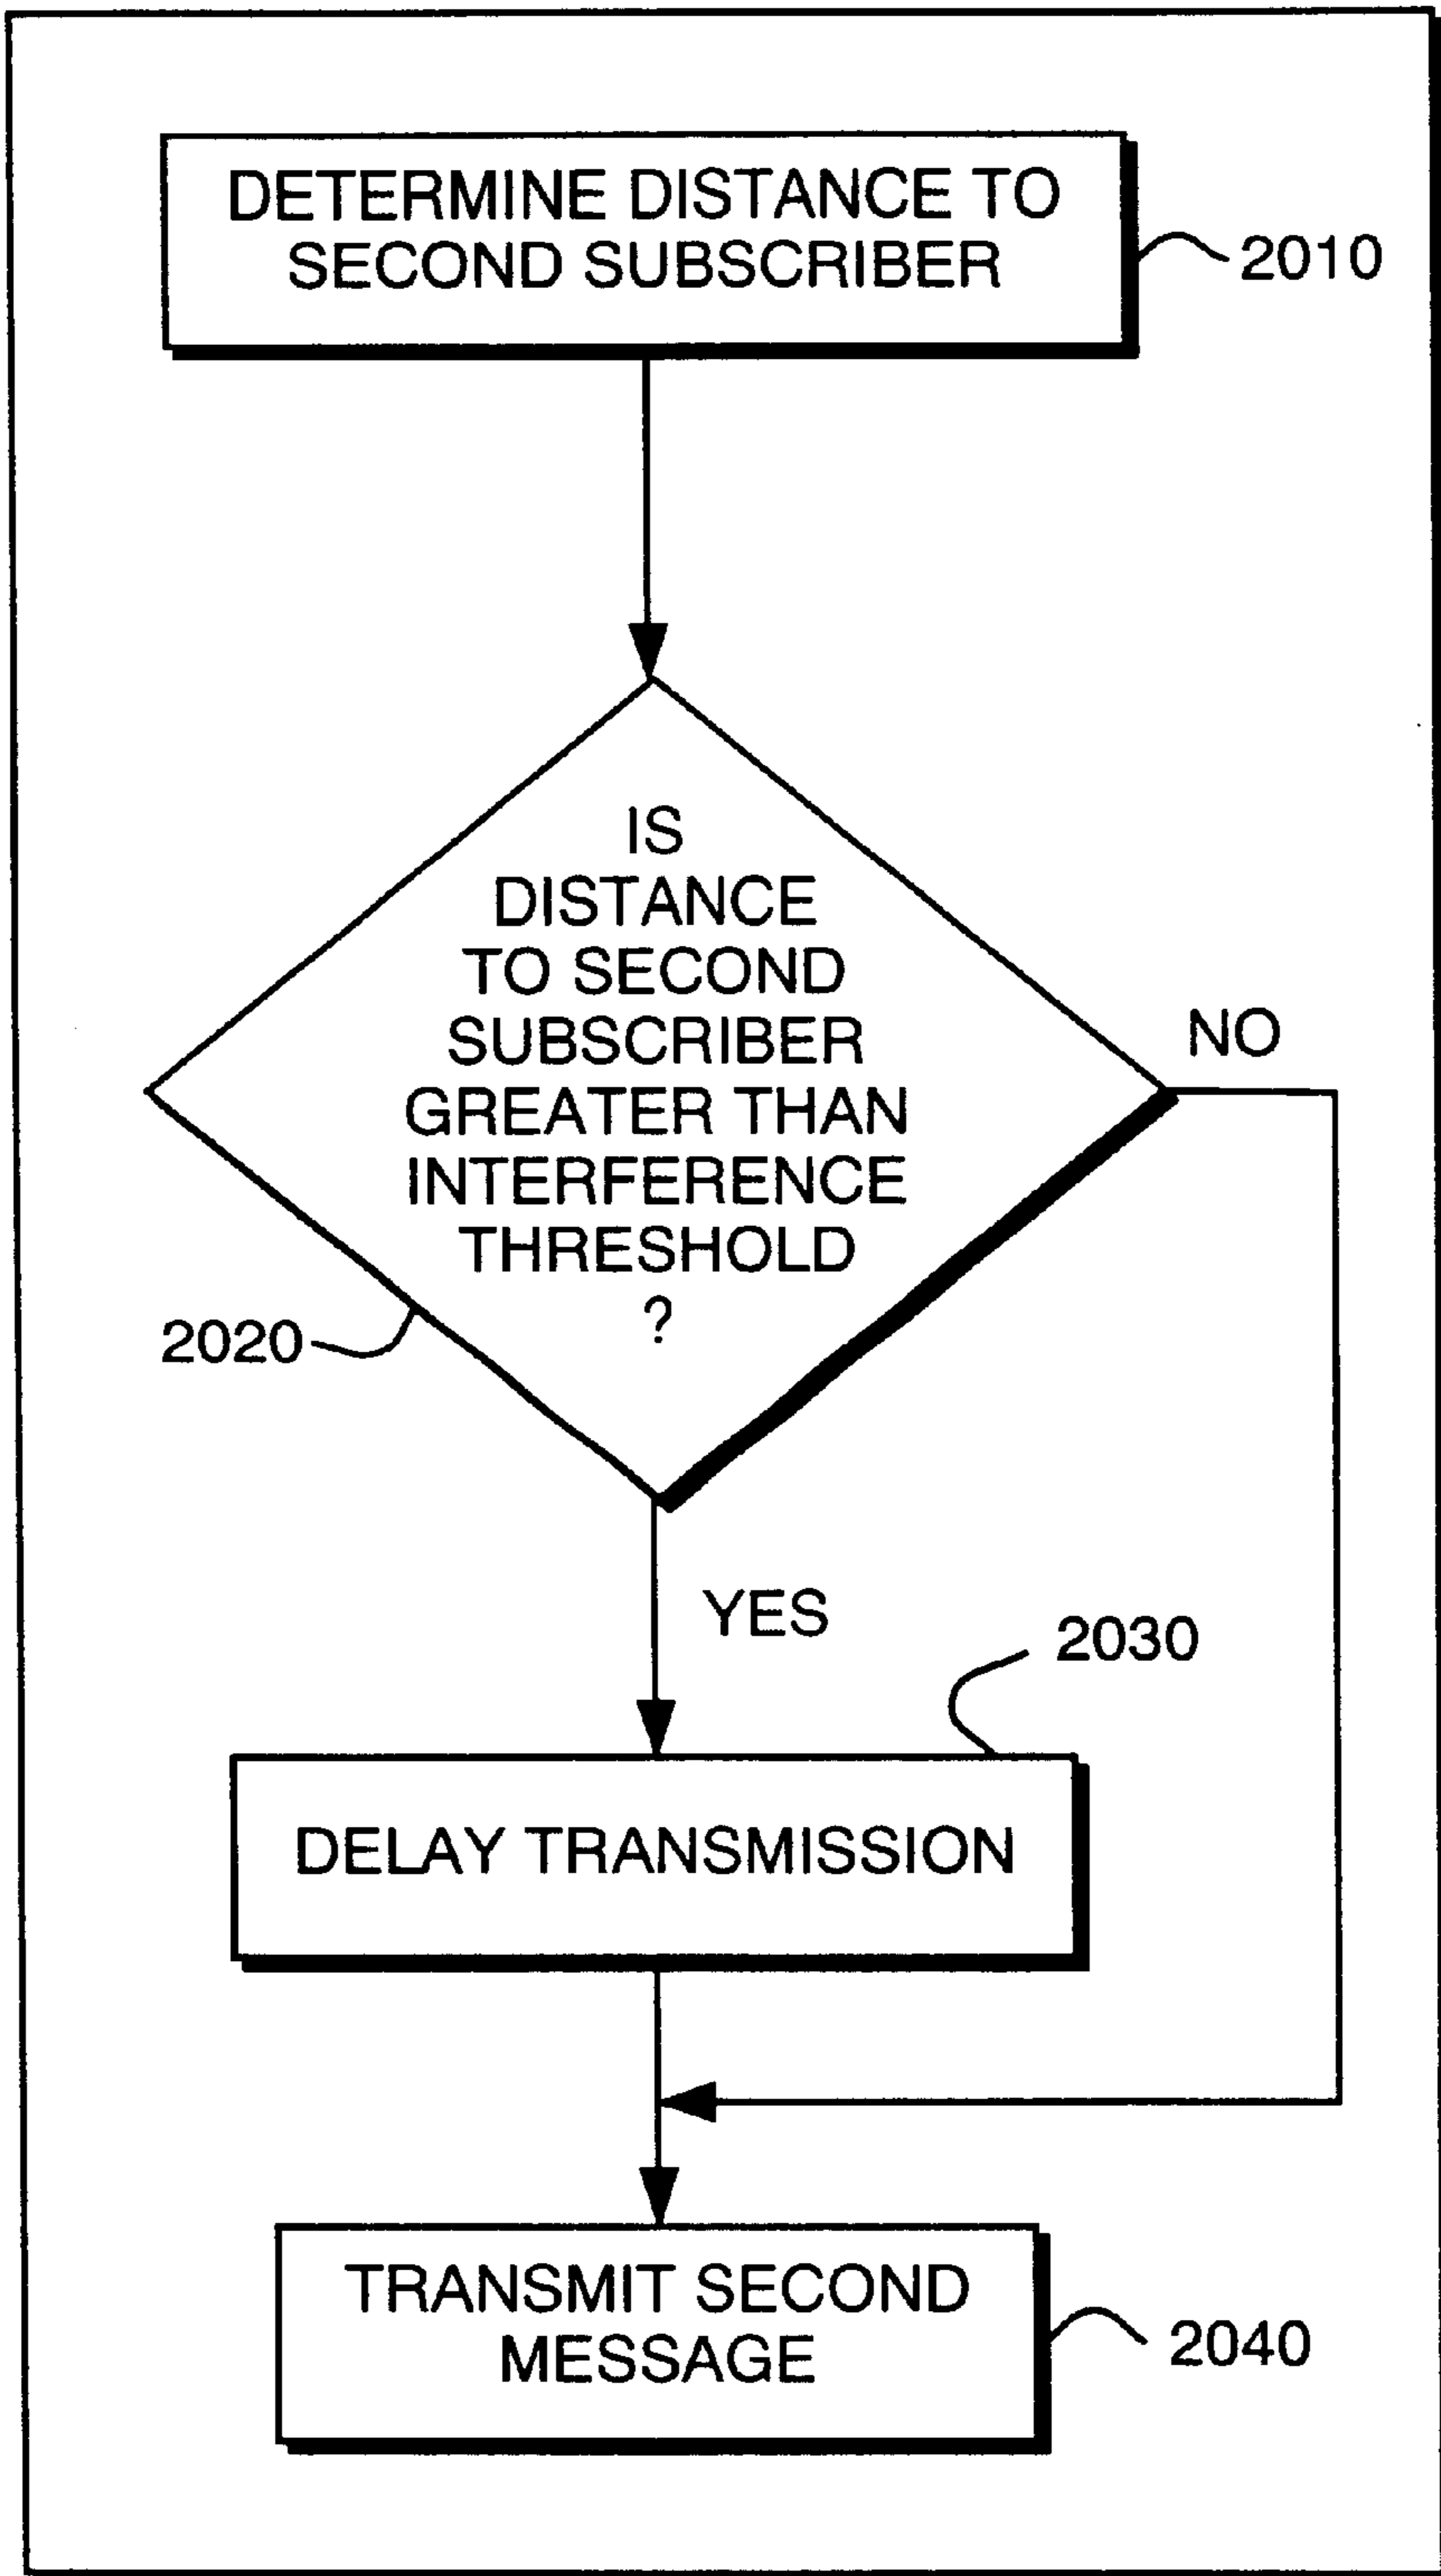 DETERMINE DISTANCE TO
SECOND SUBSCRIBER
2010
IS
DISTANCE
TO SECOND
SUBSCRIBER
GREATER THAN
INTERFERENCE
THRESHOLD
?
NO
2020
YES
2030
DELAY TRANSMISSION
TRANSMIT SECOND
MESSAGE
2040